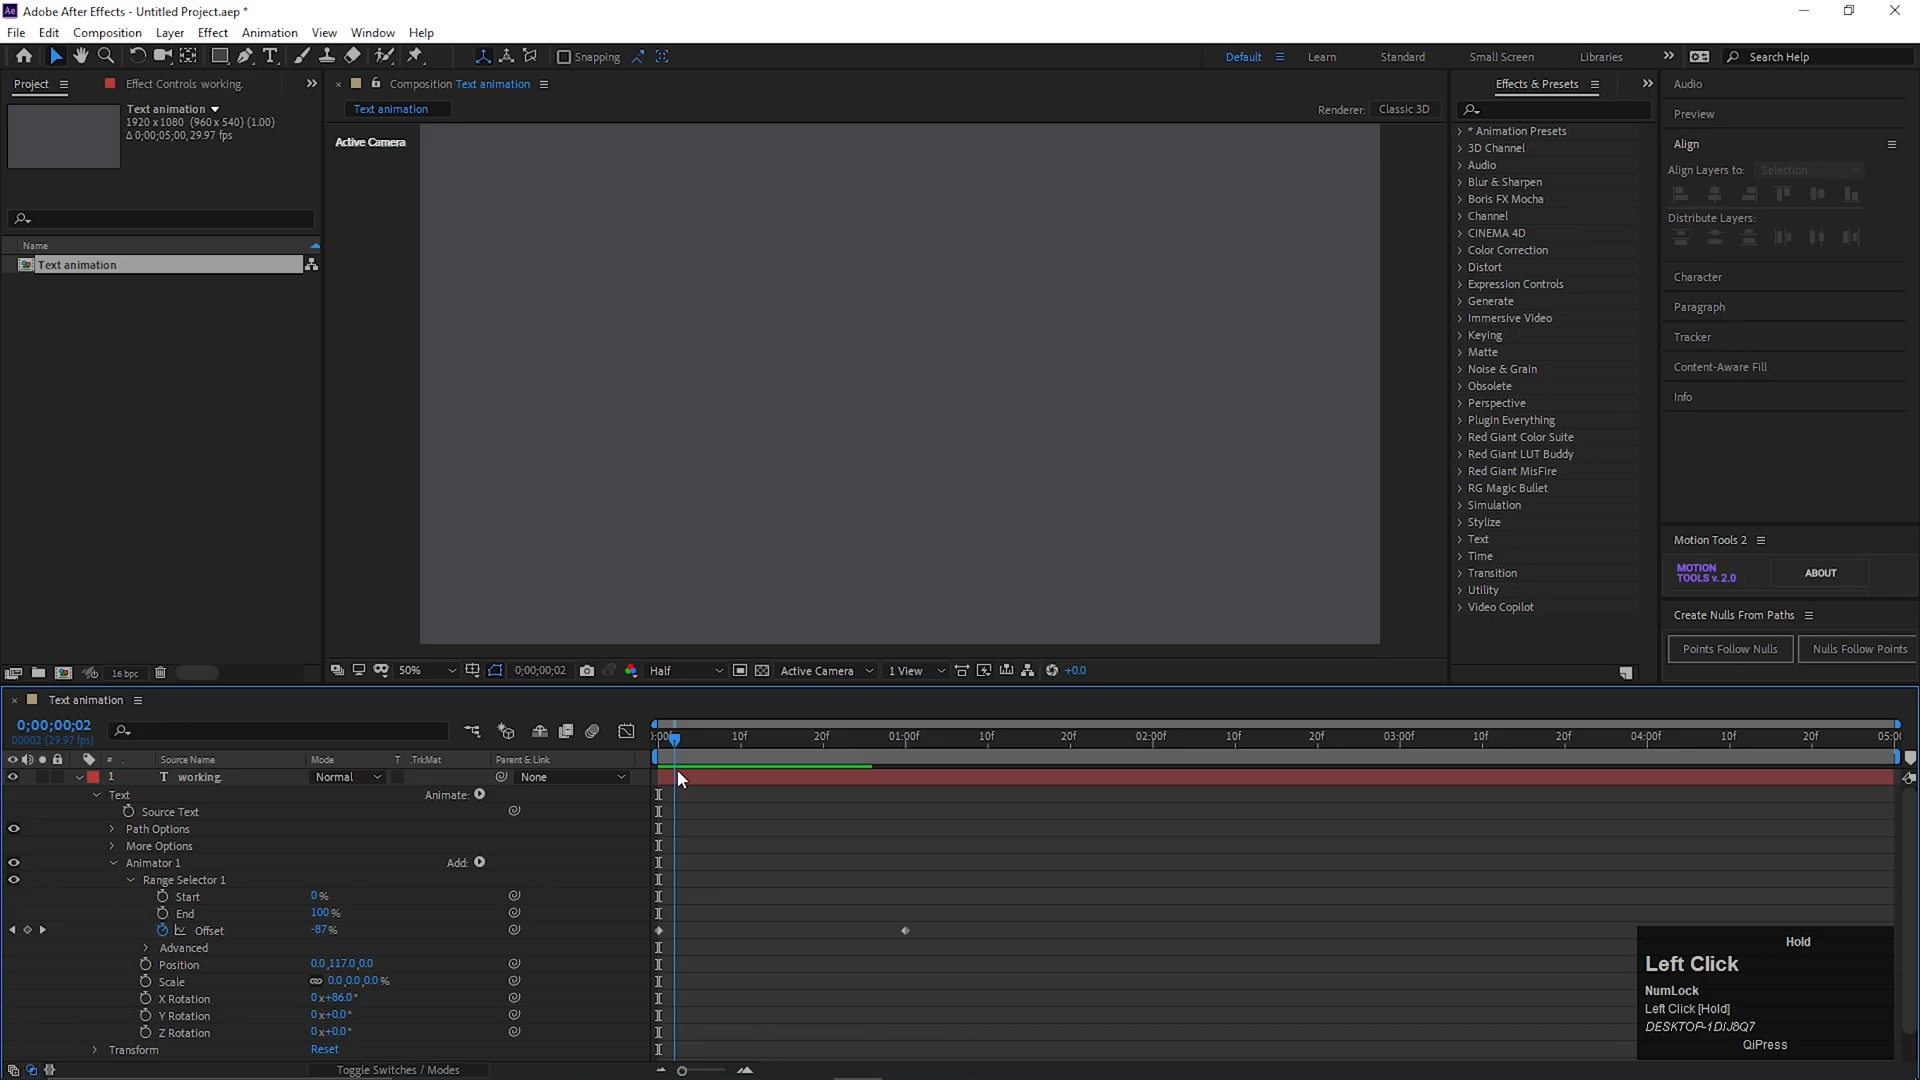 Adobe After Effects - Untitled Project.aep *
File Edit Composition Layer Effect Animation View Window Help
Snapping
Default Learn Standard Small Screen Libraries
Search Help
Project
Effect Controls working.
Text animation
1920 x 1080 (960 x 540) (1.00)
Δ 0;00;05;00, 29.97 fps
Name
Text animation
16 bpc
Composition Text animation
Text animation
Renderer: Classic 3D
Active Camera
50%
0;00;00;02
Half
Active Camera
1 View
+0.0
Effects & Presets
* Animation Presets
3D Channel
Audio
Blur & Sharpen
Boris FX Mocha
Channel
CINEMA 4D
Color Correction
Distort
Expression Controls
Generate
Immersive Video
Keying
Matte
Noise & Grain
Obsolete
Perspective
Plugin Everything
Red Giant Color Suite
Red Giant LUT Buddy
Red Giant MisFire
RG Magic Bullet
Simulation
Stylize
Text
Time
Transition
Utility
Video Copilot
Audio
Preview
Align
Align Layers to: Selection
Distribute Layers:
Character
Paragraph
Tracker
Content-Aware Fill
Info
Motion Tools 2
MOTION
TOOLS v. 2.0
ABOUT
Create Nulls From Paths
Points Follow Nulls
Nulls Follow Points
Text animation
0;00;00;02
00002 (29.97 fps)
# Source Name Mode T .TrkMat Parent & Link
1 T working. Normal None
Text Animate:
Source Text
Path Options
More Options
Animator 1 Add:
Range Selector 1
Start 0%
End 100%
Offset -87%
Advanced
Position 0.0,117.0,0.0
Scale 0.0,0.0,0.0%
X Rotation 0x+86.0°
Y Rotation 0x+0.0°
Z Rotation 0x+0.0°
Transform Reset
Toggle Switches / Modes
10f 20f 01:00f 10f 20f 02:00f 10f 20f 03:00f 10f 20f 04:00f 10f 20f 05:00
Hold
Left Click
NumLock
Left Click [Hold]
DESKTOP-1DIJ8Q7
QiPress